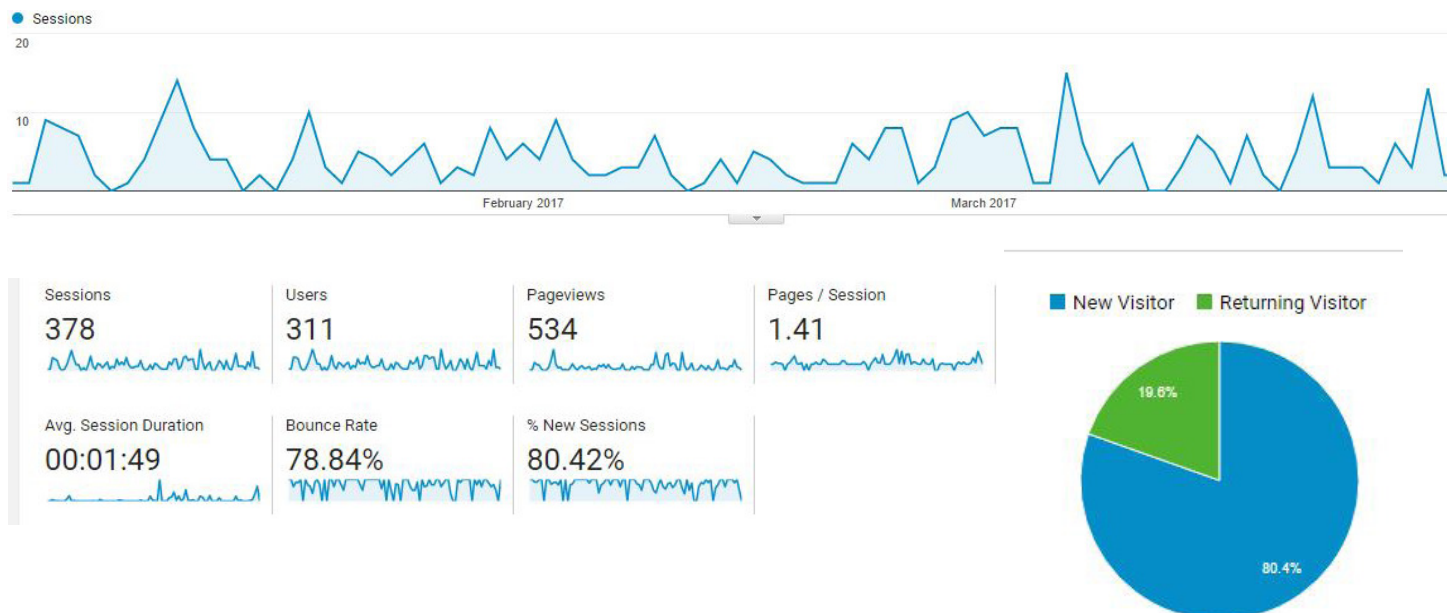 Sessions
20
10
February 2017 March 2017
Sessions Users Pageviews Pages / Session
378 311 534 1.41
Avg. Session Duration Bounce Rate % New Sessions
00:01:49 78.84% 80.42%
New Visitor Returning Visitor
19.6%
80.4%